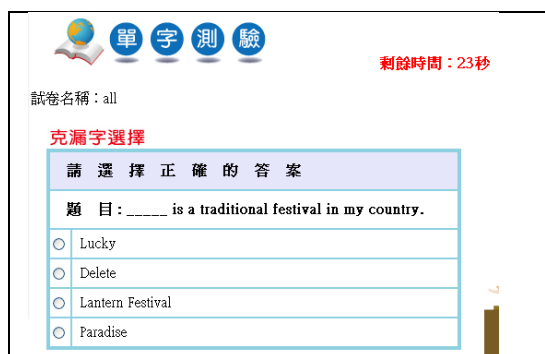 單字測驗
剩餘時間：23秒
試卷名稱：all
克漏字選擇
請選擇正確的答案
題 目：_____ is a traditional festival in my country.
Lucky
Delete
Lantern Festival
Paradise